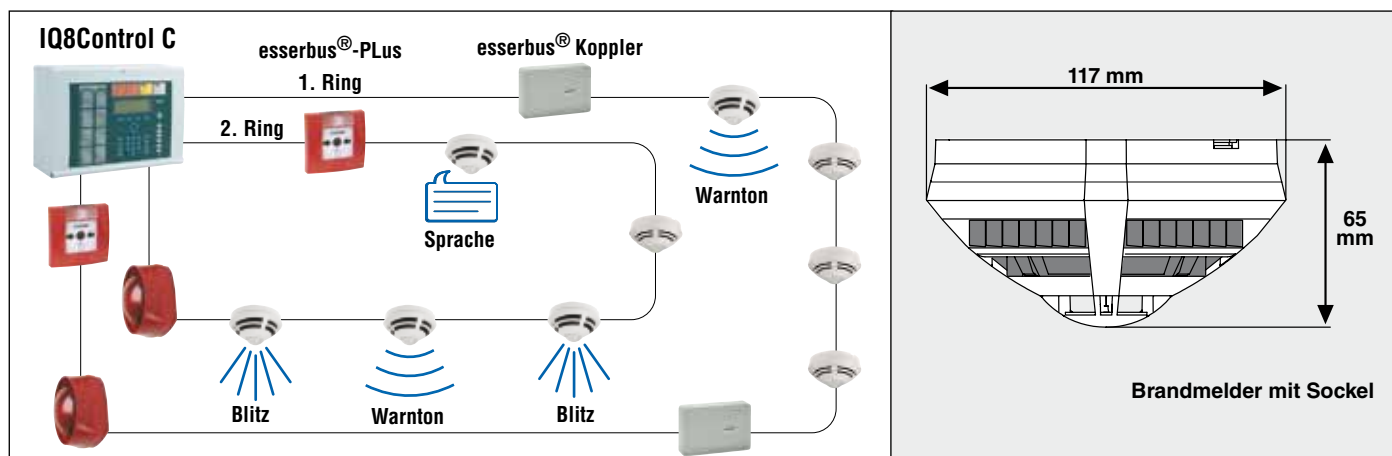 IQ8Control C
esserbus®-PLus
1. Ring
esserbus® Koppler
2. Ring
Warnton
Sprache
Blitz
Warnton
Blitz
117 mm
65
mm
Brandmelder mit Sockel